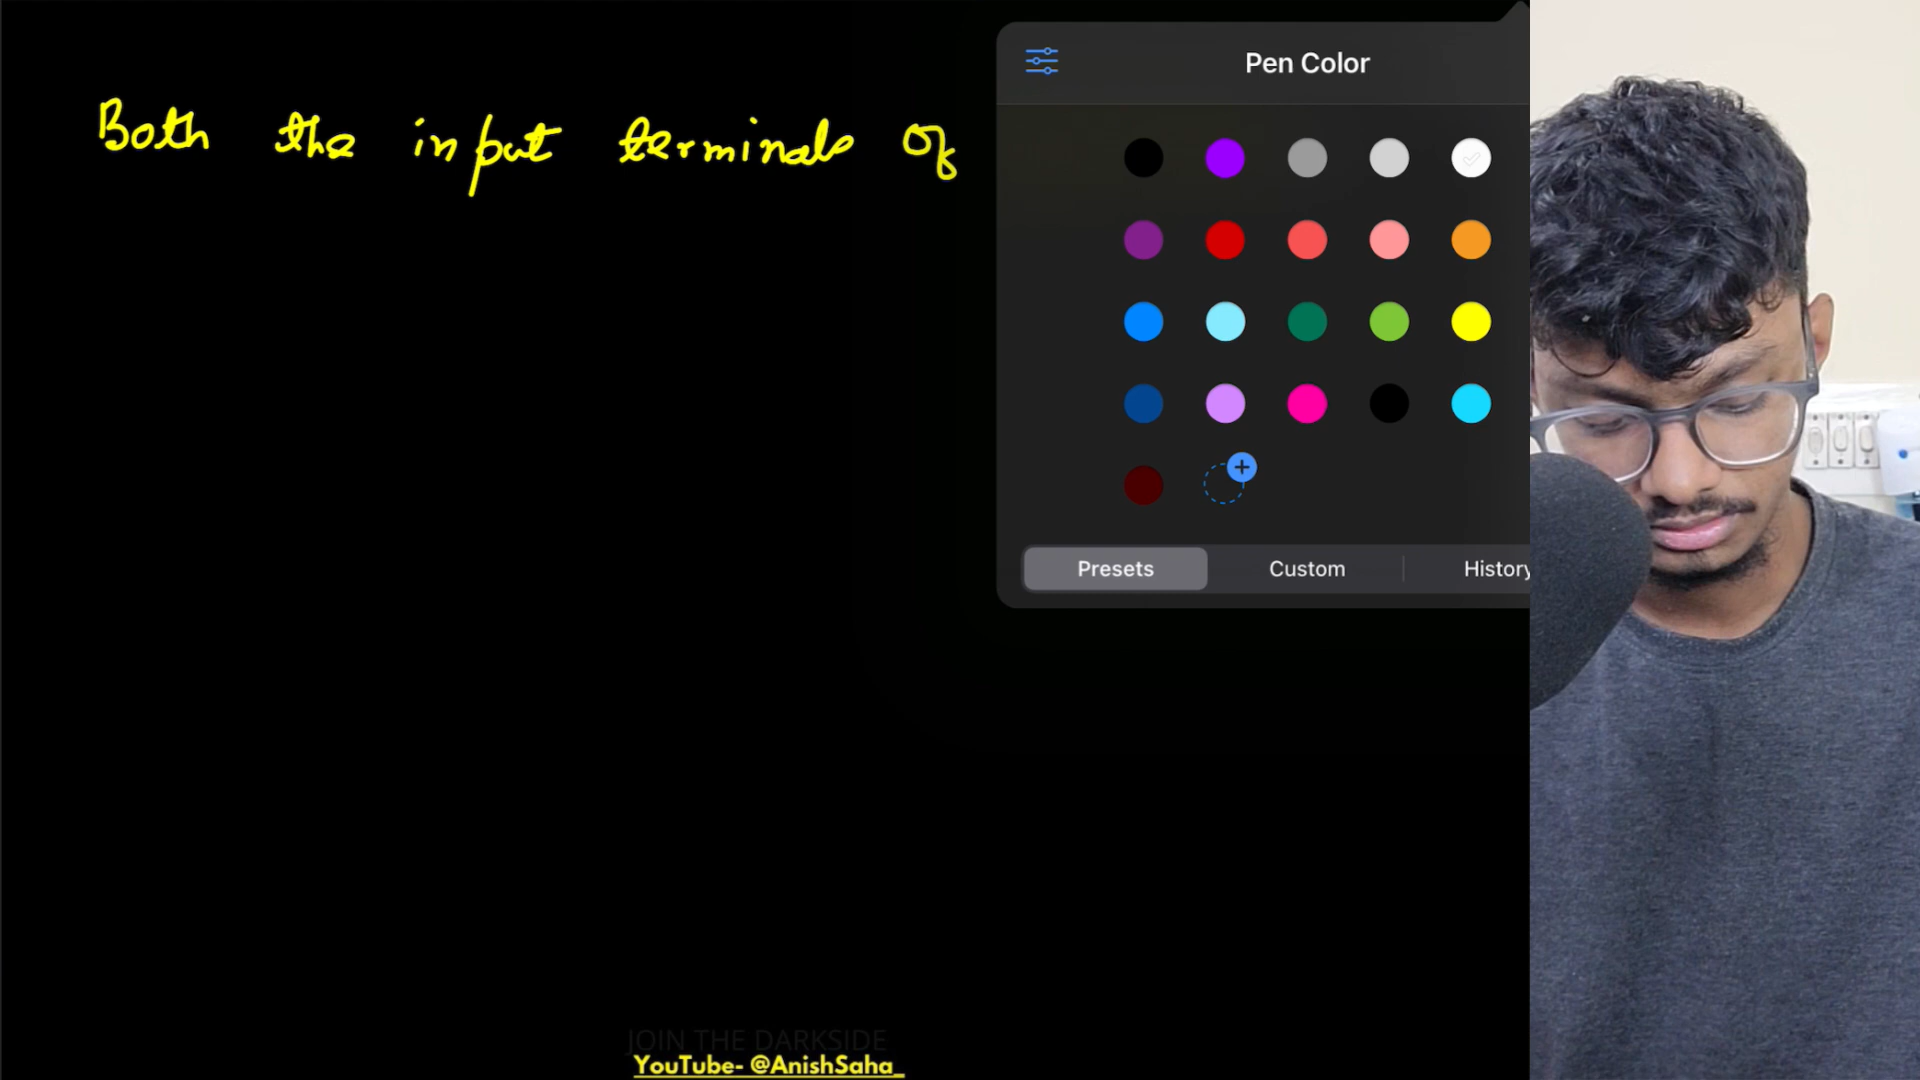 Pen Color
Both the input terminals of
Presets
Custom
History
JOIN THE DARKSIDE
YouTube- @AnishSaha_